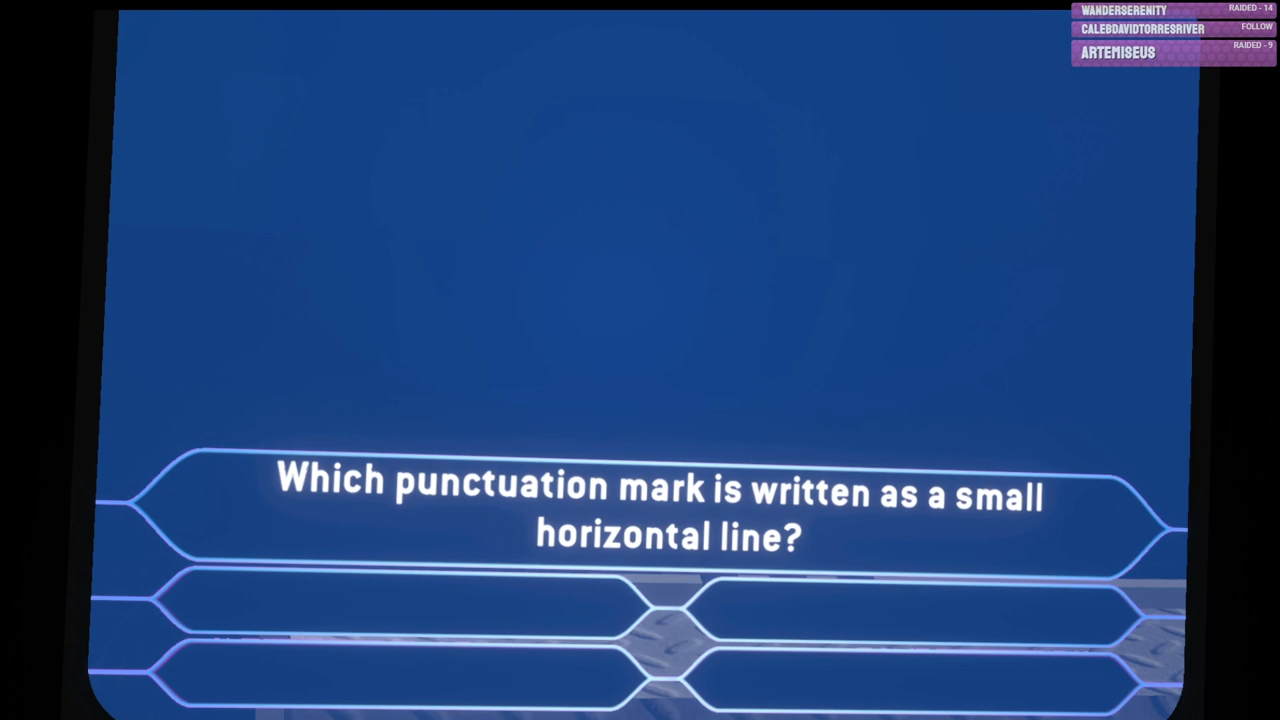 WANDERSERENITY RAIDED - 14
CALEBDAVIDTORRESRIVER FOLLOW
ARTEMISEUS RAIDED - 9
Which punctuation mark is written as a small
horizontal line?